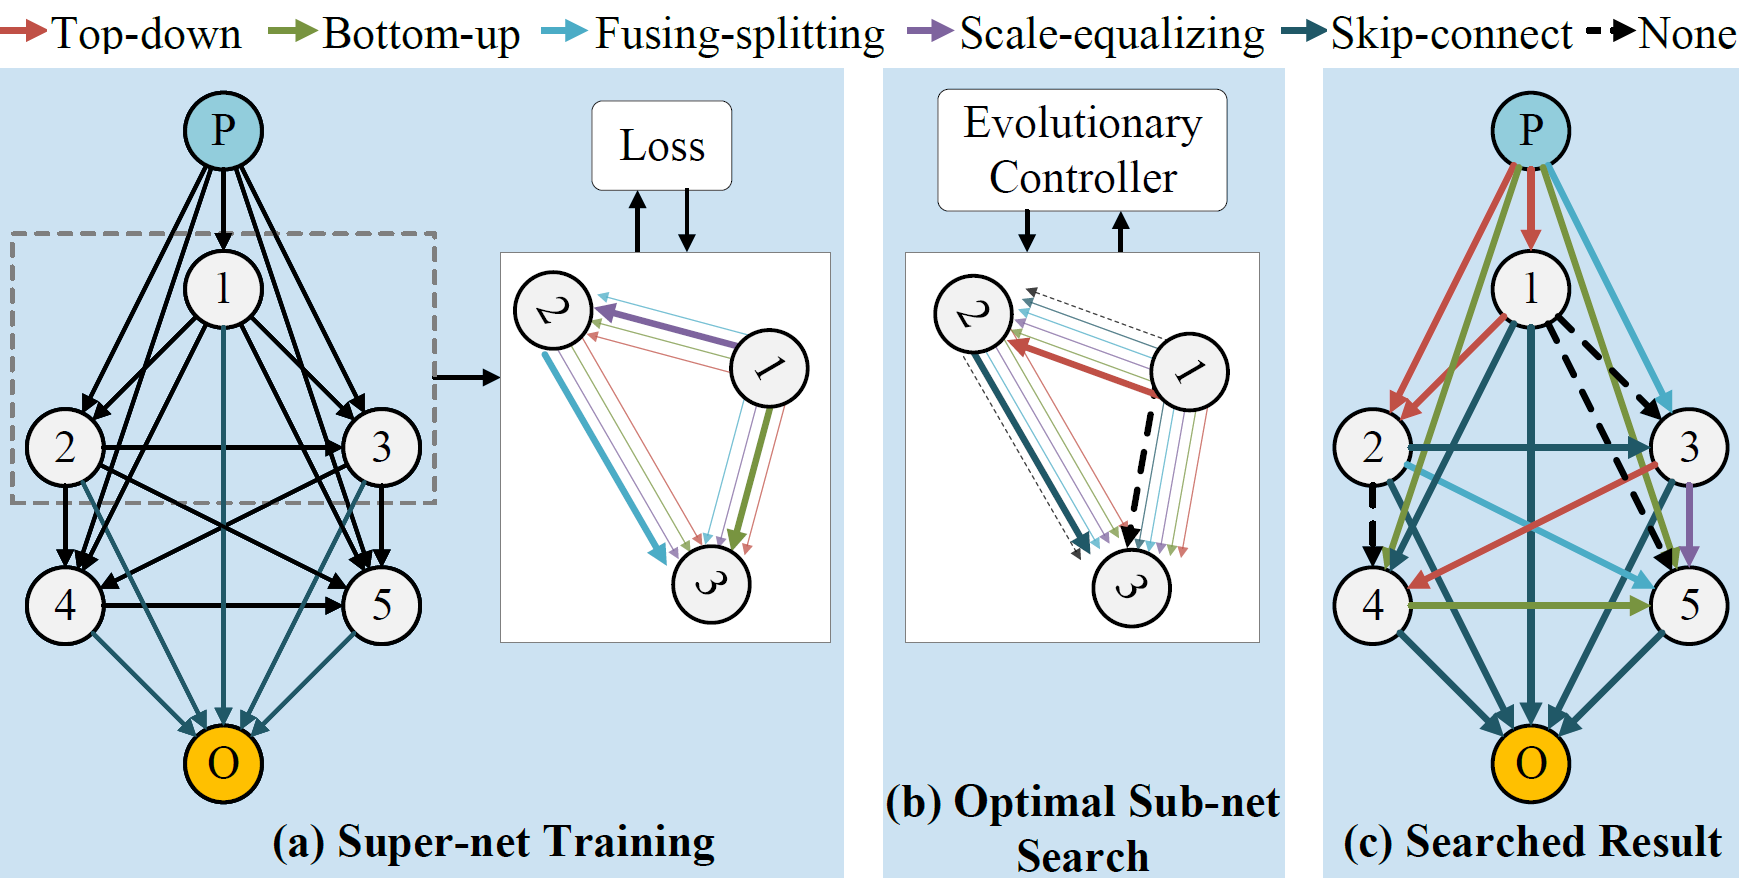 Top-down Bottom-up Fusing-splitting Scale-equalizing Skip-connect None
P
1
2 3
4 5
O
Loss
2
1
3
(a) Super-net Training
Evolutionary
Controller
2
1
3
(b) Optimal Sub-net
Search
P
1
2 3
4 5
O
(c) Searched Result